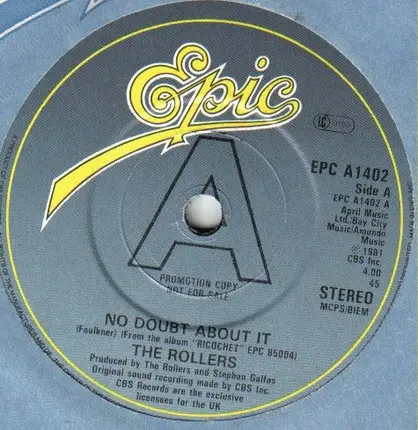 Epic
A
EPC A1402
Side A
EPC A1402 A
April Music
Ltd./Bay City
Music/Amundo
Music
℗ 1981
CBS Inc.
4.00
45
STEREO
MCPS/BIEM
PROMOTION COPY
NOT FOR SALE
NO DOUBT ABOUT IT
(Faulkner) (From the album "RICOCHET" EPC 85004)
THE ROLLERS
Produced by The Rollers and Stephan Galfas
Original sound recording made by CBS Inc.
CBS Records are the exclusive
licensees for the UK